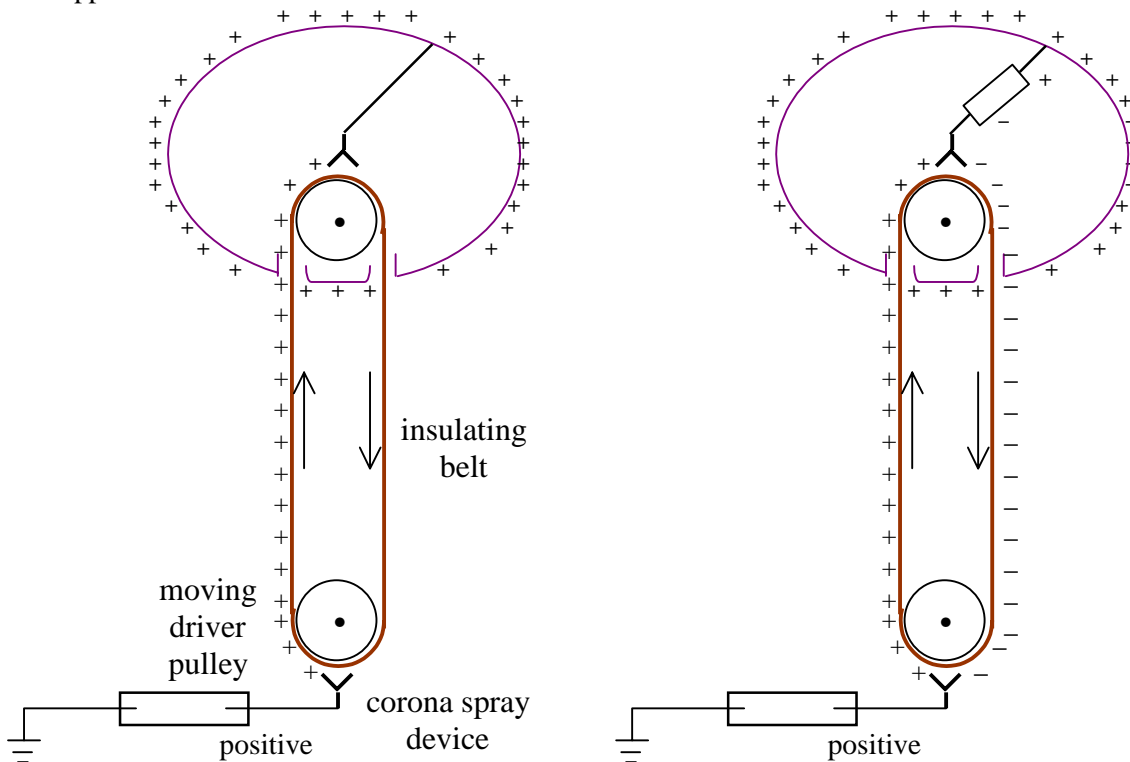 insulating
belt
moving
driver
pulley
corona spray
device
positive
positive